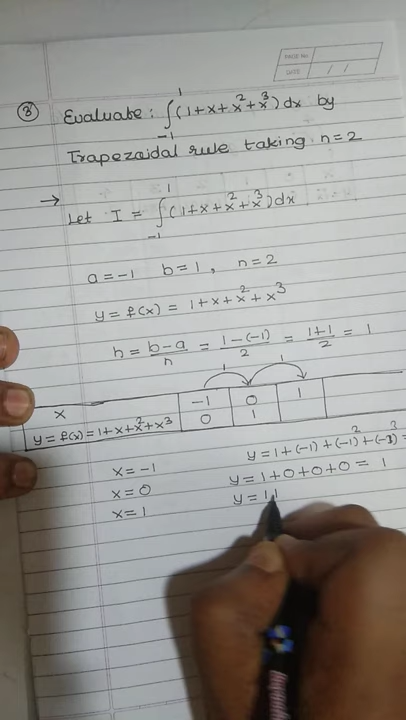 PAGE No.
DATE / /
(8) Evaluate: ∫₋₁¹ (1+x+x²+x³) dx by
Trapezoidal rule taking n=2
→ Let I = ∫₋₁¹ (1+x+x²+x³) dx
a=-1 b=1, n=2
y = f(x) = 1+x+x²+x³
h = (b-a)/n = (1-(-1))/2 = (1+1)/2 = 1
1 1
x -1 0 1
y = f(x) = 1+x+x²+x³ 0 1
x=-1 y = 1+(-1)+(-1)²+(-1)³ =
x=0 y = 1+0+0+0 = 1
x=1 y = 1